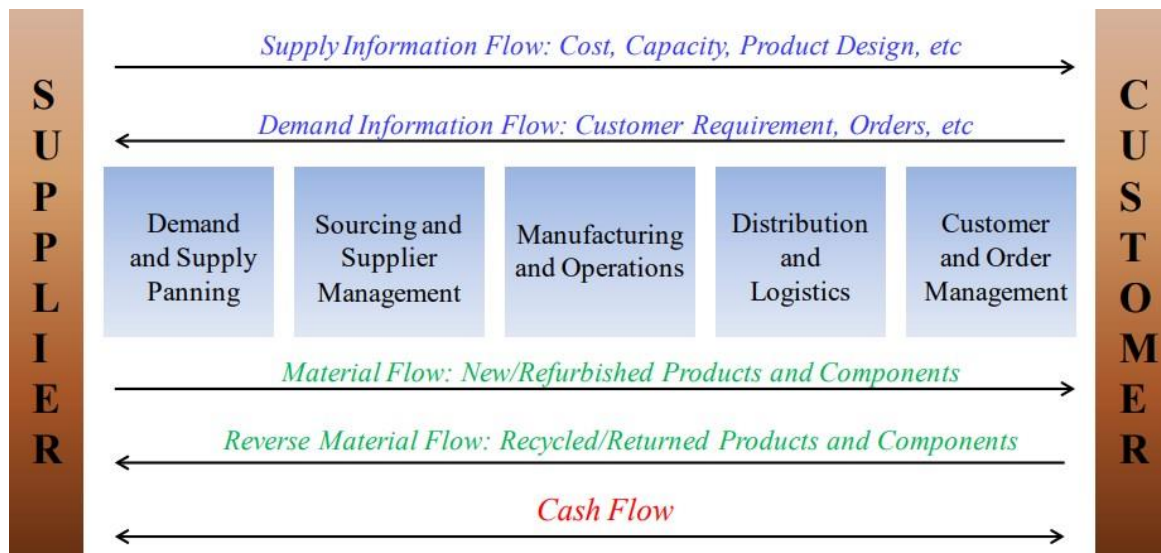 SUPPLIER
Supply Information Flow: Cost, Capacity, Product Design, etc
Demand Information Flow: Customer Requirement, Orders, etc
Demand
and Supply
Panning
Sourcing and
Supplier
Management
Manufacturing
and Operations
Distribution
and
Logistics
Customer
and Order
Management
Material Flow: New/Refurbished Products and Components
Reverse Material Flow: Recycled/Returned Products and Components
Cash Flow
CUSTOMER